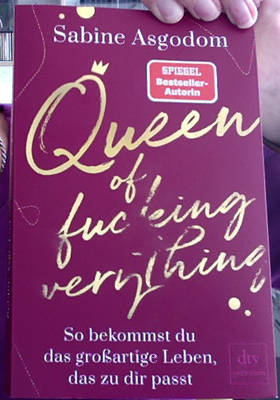 Sabine Asgodom
SPIEGEL
Bestseller-
Autorin
Queen
of
fucking
everything
So bekommst du
das großartige Leben,
das zu dir passt
dtv